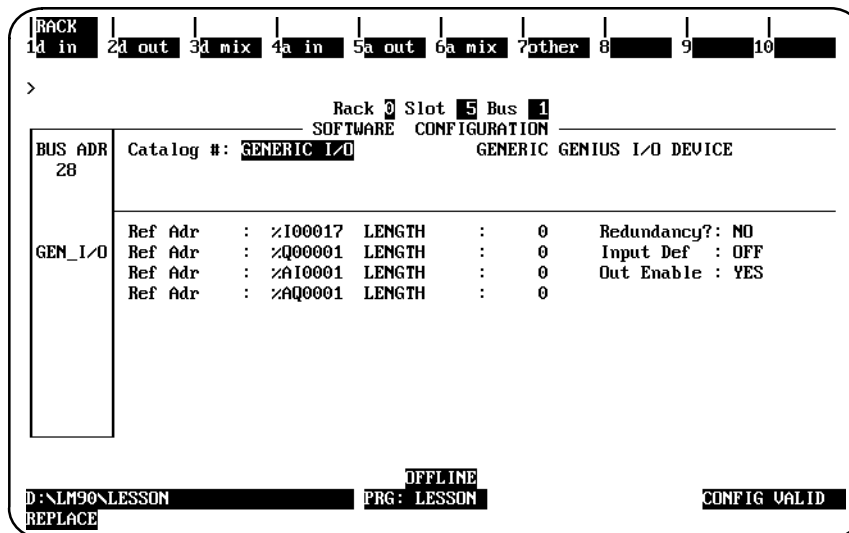 RACK
1d in 2d out 3d mix 4a in 5a out 6a mix 7other 8 9 10
>
Rack 0 Slot 5 Bus 1
SOFTWARE CONFIGURATION
BUS ADR Catalog #: GENERIC I/O GENERIC GENIUS I/O DEVICE
28
Ref Adr : %I00017 LENGTH : 0 Redundancy?: NO
GEN_I/O Ref Adr : %Q00001 LENGTH : 0 Input Def : OFF
Ref Adr : %AI0001 LENGTH : 0 Out Enable : YES
Ref Adr : %AQ0001 LENGTH : 0
OFFLINE
D:\LM90\LESSON PRG: LESSON CONFIG VALID
REPLACE